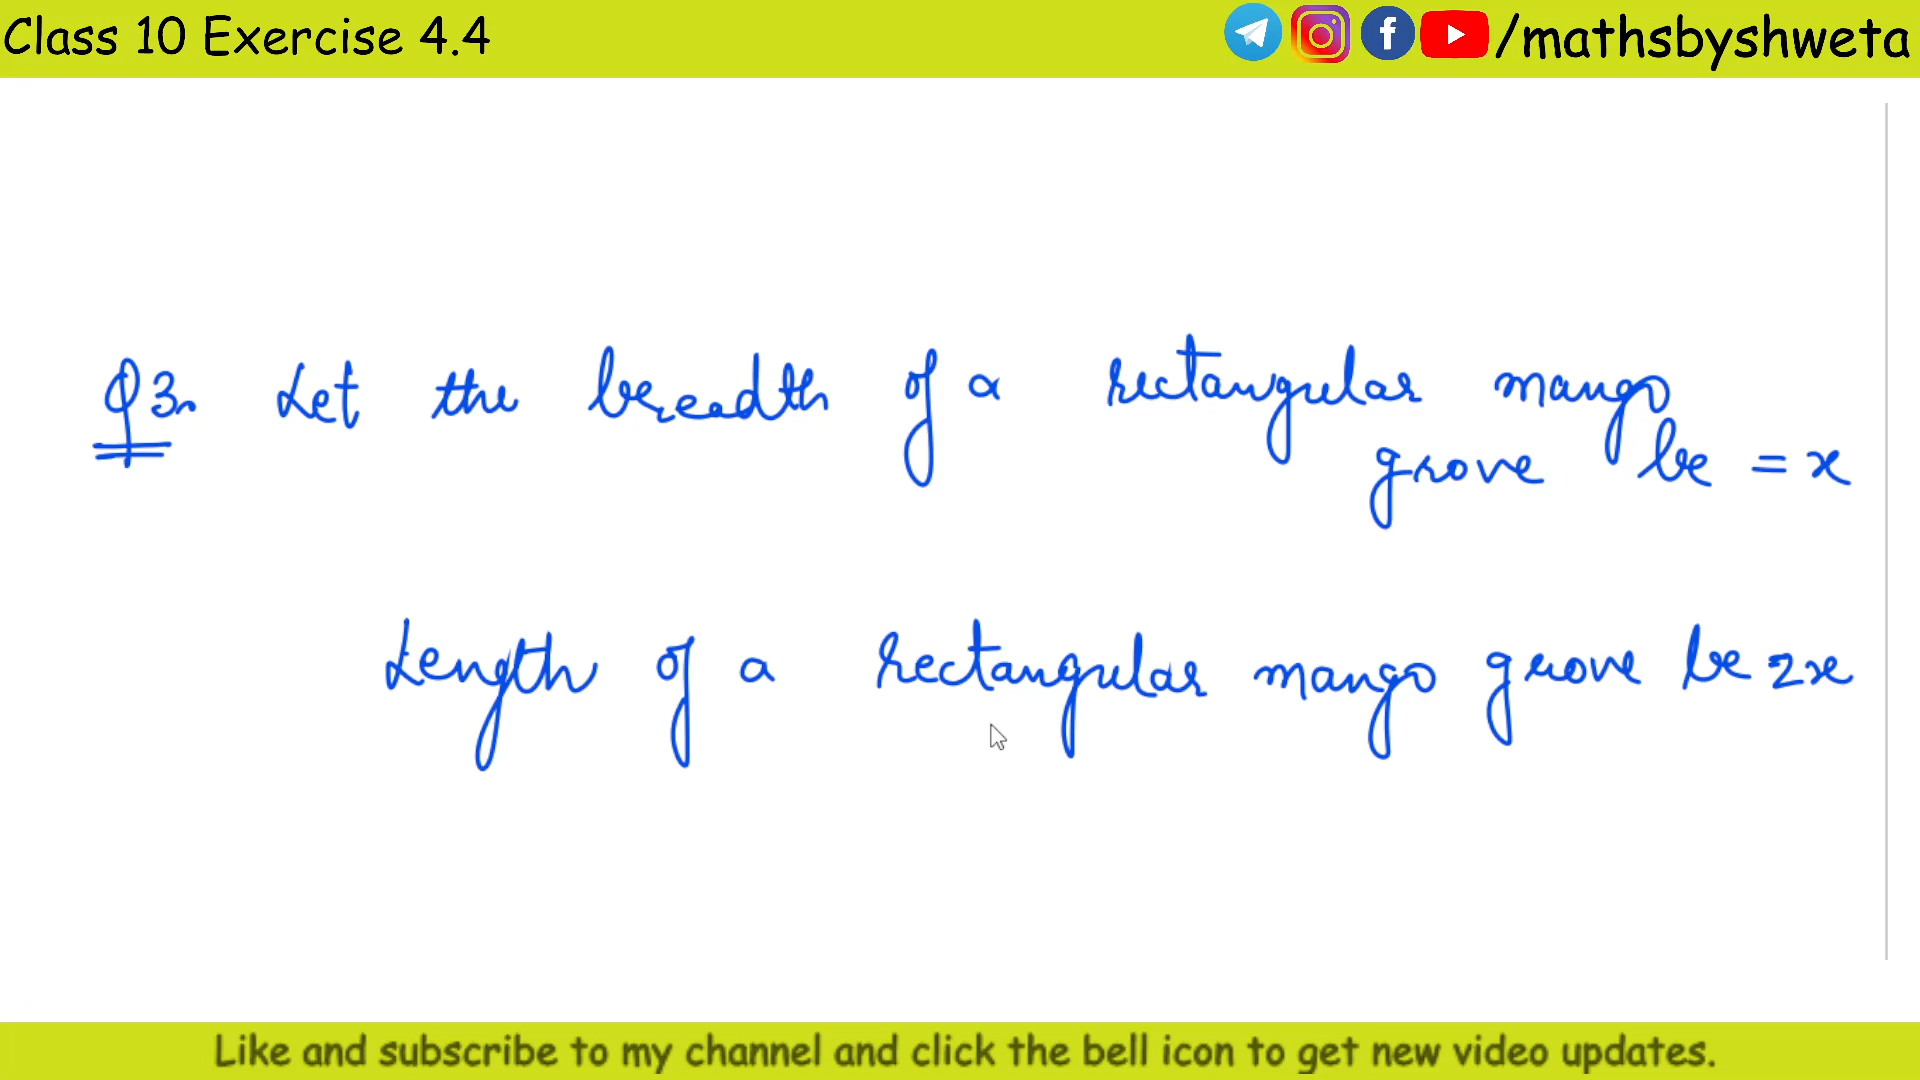 Class 10 Exercise 4.4
/mathsbyshweta
Q3. Let the breadth of a rectangular mango
grove be = x
Length of a rectangular mango grove be 2x
Like and subscribe to my channel and click the bell icon to get new video updates.